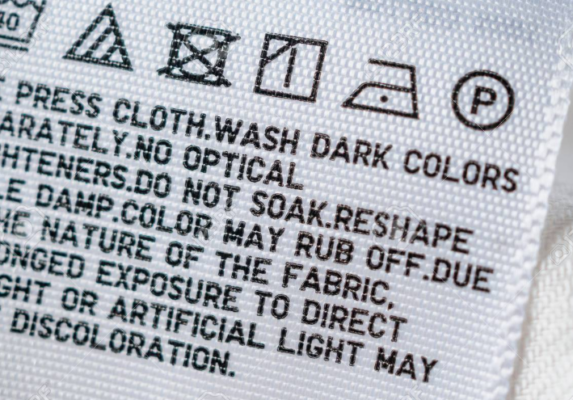 40
P
PRESS CLOTH.WASH DARK COLORS
ARATELY.NO OPTICAL
HTENERS.DO NOT SOAK.RESHAPE
E DAMP.COLOR MAY RUB OFF.DUE
HE NATURE OF THE FABRIC,
ONGED EXPOSURE TO DIRECT
GHT OR ARTIFICIAL LIGHT MAY
DISCOLORATION.